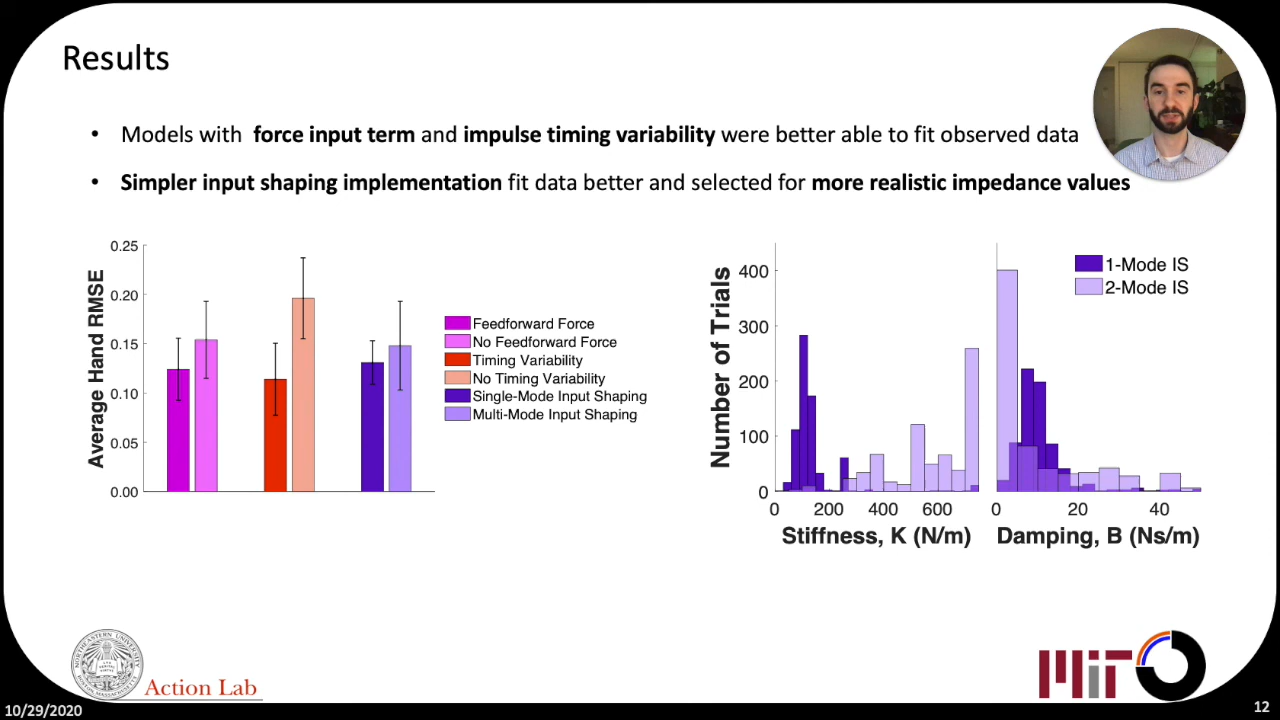 Results
• Models with force input term and impulse timing variability were better able to fit observed data
• Simpler input shaping implementation fit data better and selected for more realistic impedance values
0.25
0.20
0.15
0.10
0.05
0.00
Average Hand RMSE
Feedforward Force
No Feedforward Force
Timing Variability
No Timing Variability
Single-Mode Input Shaping
Multi-Mode Input Shaping
Number of Trials
400
300
200
100
0
0 200 400 600
Stiffness, K (N/m)
1-Mode IS
2-Mode IS
0 20 40
Damping, B (Ns/m)
NORTHEASTERN UNIVERSITY
Action Lab
MIT
10/29/2020
12